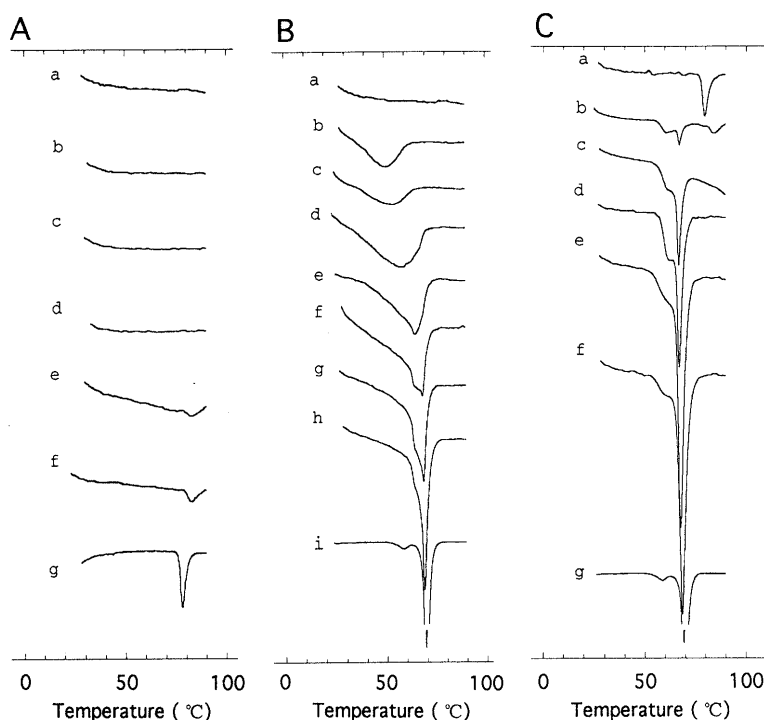 A
B
C
a
b
c
d
e
f
g
a
b
c
d
e
f
g
h
i
a
b
c
d
e
f
g
0 50 100
0 50 100
0 50 100
Temperature ( ℃)
Temperature ( ℃)
Temperature ( ℃)